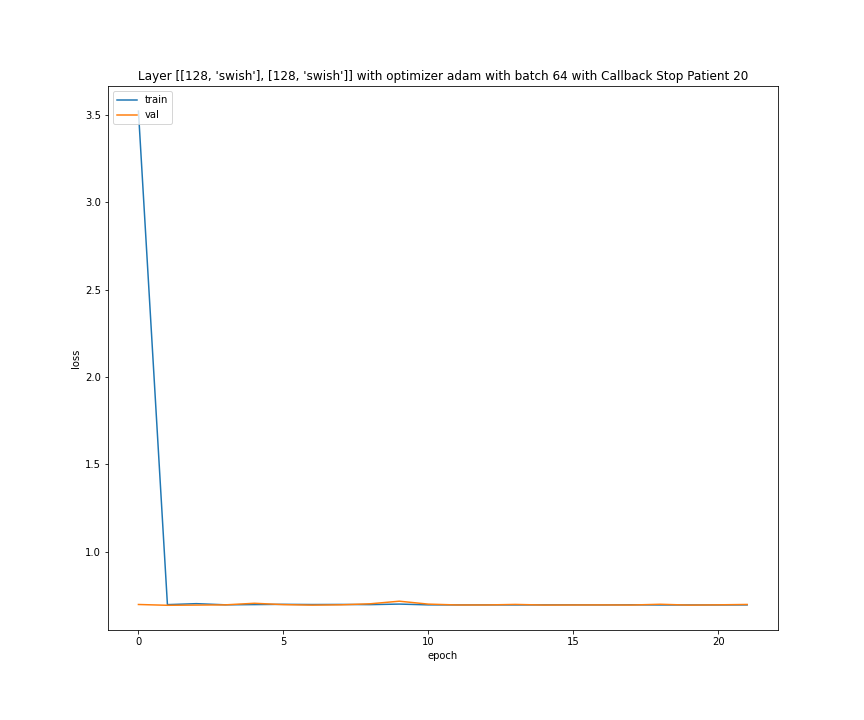 Layer [[128, 'swish'], [128, 'swish']] with optimizer adam with batch 64 with Callback Stop Patient 20
train
val
3.5
3.0
2.5
2.0
1.5
1.0
loss
0
5
10
15
20
epoch